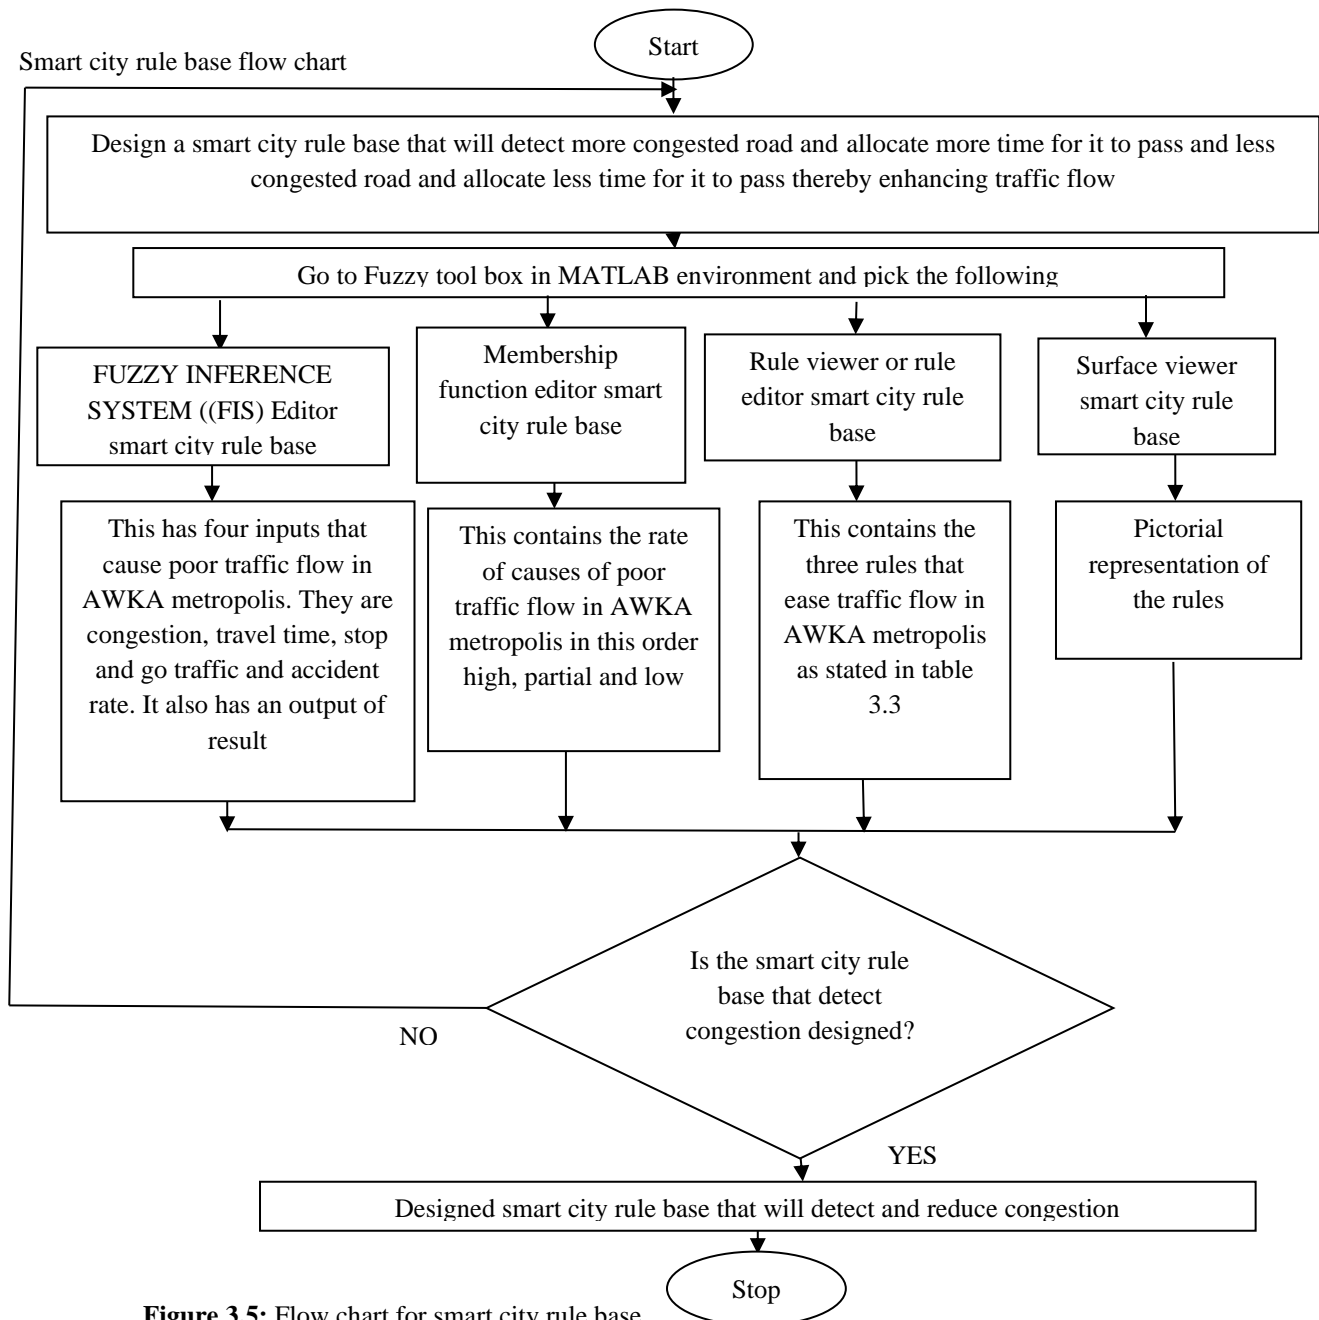 Start
Smart city rule base flow chart
Design a smart city rule base that will detect more congested road and allocate more time for it to pass and less
congested road and allocate less time for it to pass thereby enhancing traffic flow
Go to Fuzzy tool box in MATLAB environment and pick the following
FUZZY INFERENCE
SYSTEM ((FIS) Editor
smart city rule base
Membership
function editor smart
city rule base
Rule viewer or rule
editor smart city rule
base
Surface viewer
smart city rule
base
This has four inputs that
cause poor traffic flow in
AWKA metropolis. They are
congestion, travel time, stop
and go traffic and accident
rate. It also has an output of
result
This contains the rate
of causes of poor
traffic flow in AWKA
metropolis in this order
high, partial and low
This contains the
three rules that
ease traffic flow in
AWKA metropolis
as stated in table
3.3
Pictorial
representation of
the rules
Is the smart city rule
base that detect
congestion designed?
NO
YES
Designed smart city rule base that will detect and reduce congestion
Stop
Figure 3.5: Flow chart for smart city rule base